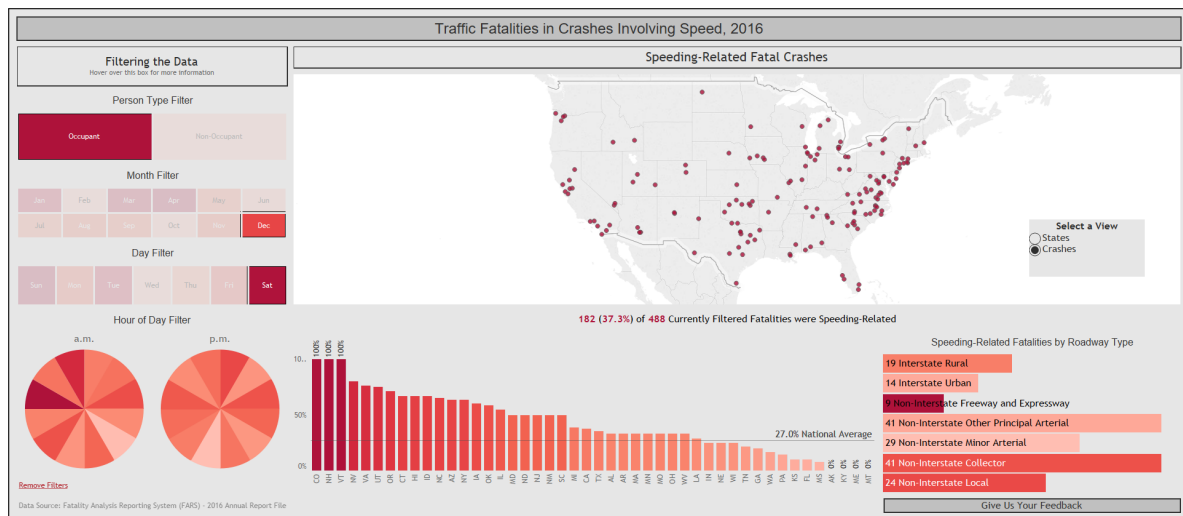 Traffic Fatalities in Crashes Involving Speed, 2016
Filtering the Data
Hover over this box for more information
Speeding-Related Fatal Crashes
Person Type Filter
Occupant Non-Occupant
Month Filter
Jan Feb Mar Apr May Jun
Jul Aug Sep Oct Nov Dec
Day Filter
Sun Mon Tue Wed Thu Fri Sat
Select a View
States
Crashes
Hour of Day Filter
a.m. p.m.
182 (37.3%) of 488 Currently Filtered Fatalities were Speeding-Related
100% 100% 100%
10..
50%
0%
27.0% National Average
0% 0% 0% 0%
CO NH VT NV VA UT OR CT HI ID NC AZ NY IA OK IL MD ND NJ NM SC MI CA TX AL AR MA MN MO OH WV LA IN NE WI TN GA WA PA KS FL MS AK KY ME MT
Speeding-Related Fatalities by Roadway Type
19 Interstate Rural
14 Interstate Urban
9 Non-Interstate Freeway and Expressway
41 Non-Interstate Other Principal Arterial
29 Non-Interstate Minor Arterial
41 Non-Interstate Collector
24 Non-Interstate Local
Remove Filters
Data Source: Fatality Analysis Reporting System (FARS) - 2016 Annual Report File
Give Us Your Feedback